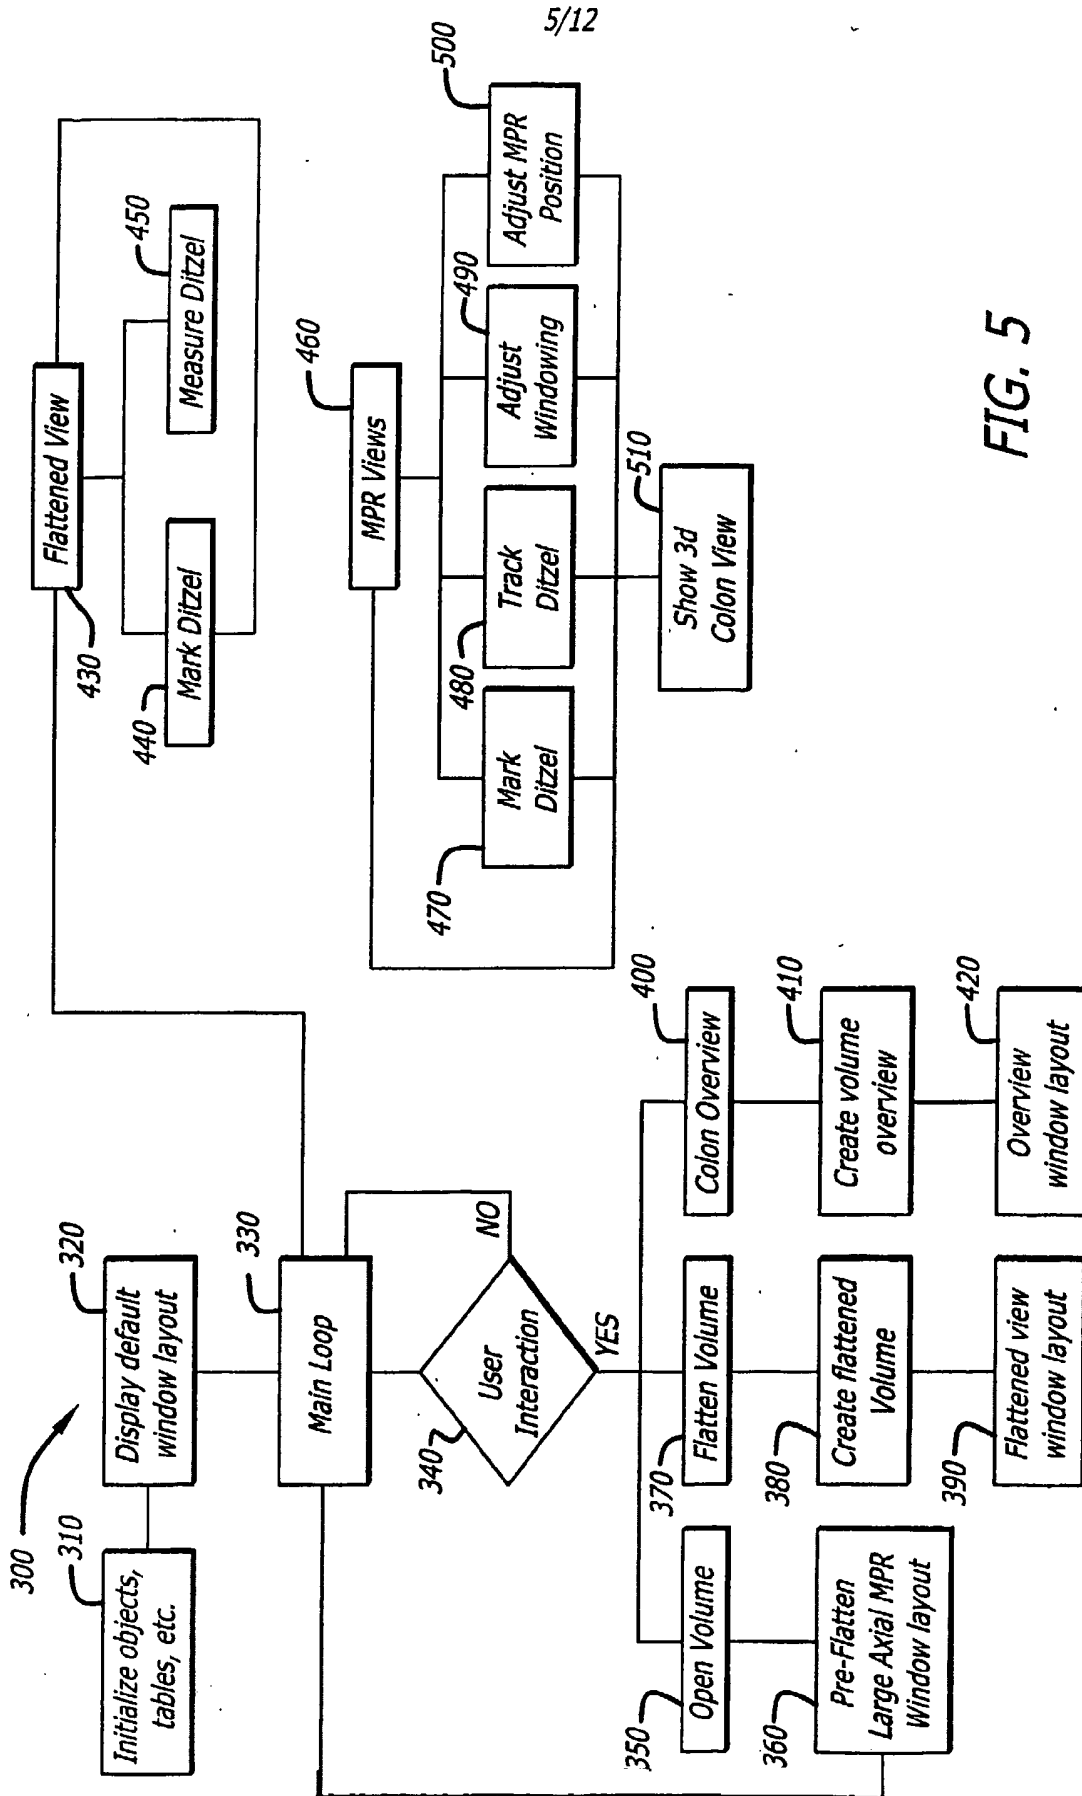 5/12
300
310
Initialize objects,
tables, etc.
320
Display default
window layout
330
Main Loop
340
User
Interaction
NO
YES
350
Open Volume
360
Pre-Flatten
Large Axial MPR
Window layout
370
Flatten Volume
380
Create flattened
Volume
390
Flattened view
window layout
400
Colon Overview
410
Create volume
overview
420
Overview
window layout
430
Flattened View
440
Mark Ditzel
450
Measure Ditzel
460
MPR Views
470
Mark
Ditzel
480
Track
Ditzel
490
Adjust
Windowing
500
Adjust MPR
Position
510
Show 3d
Colon View
FIG. 5